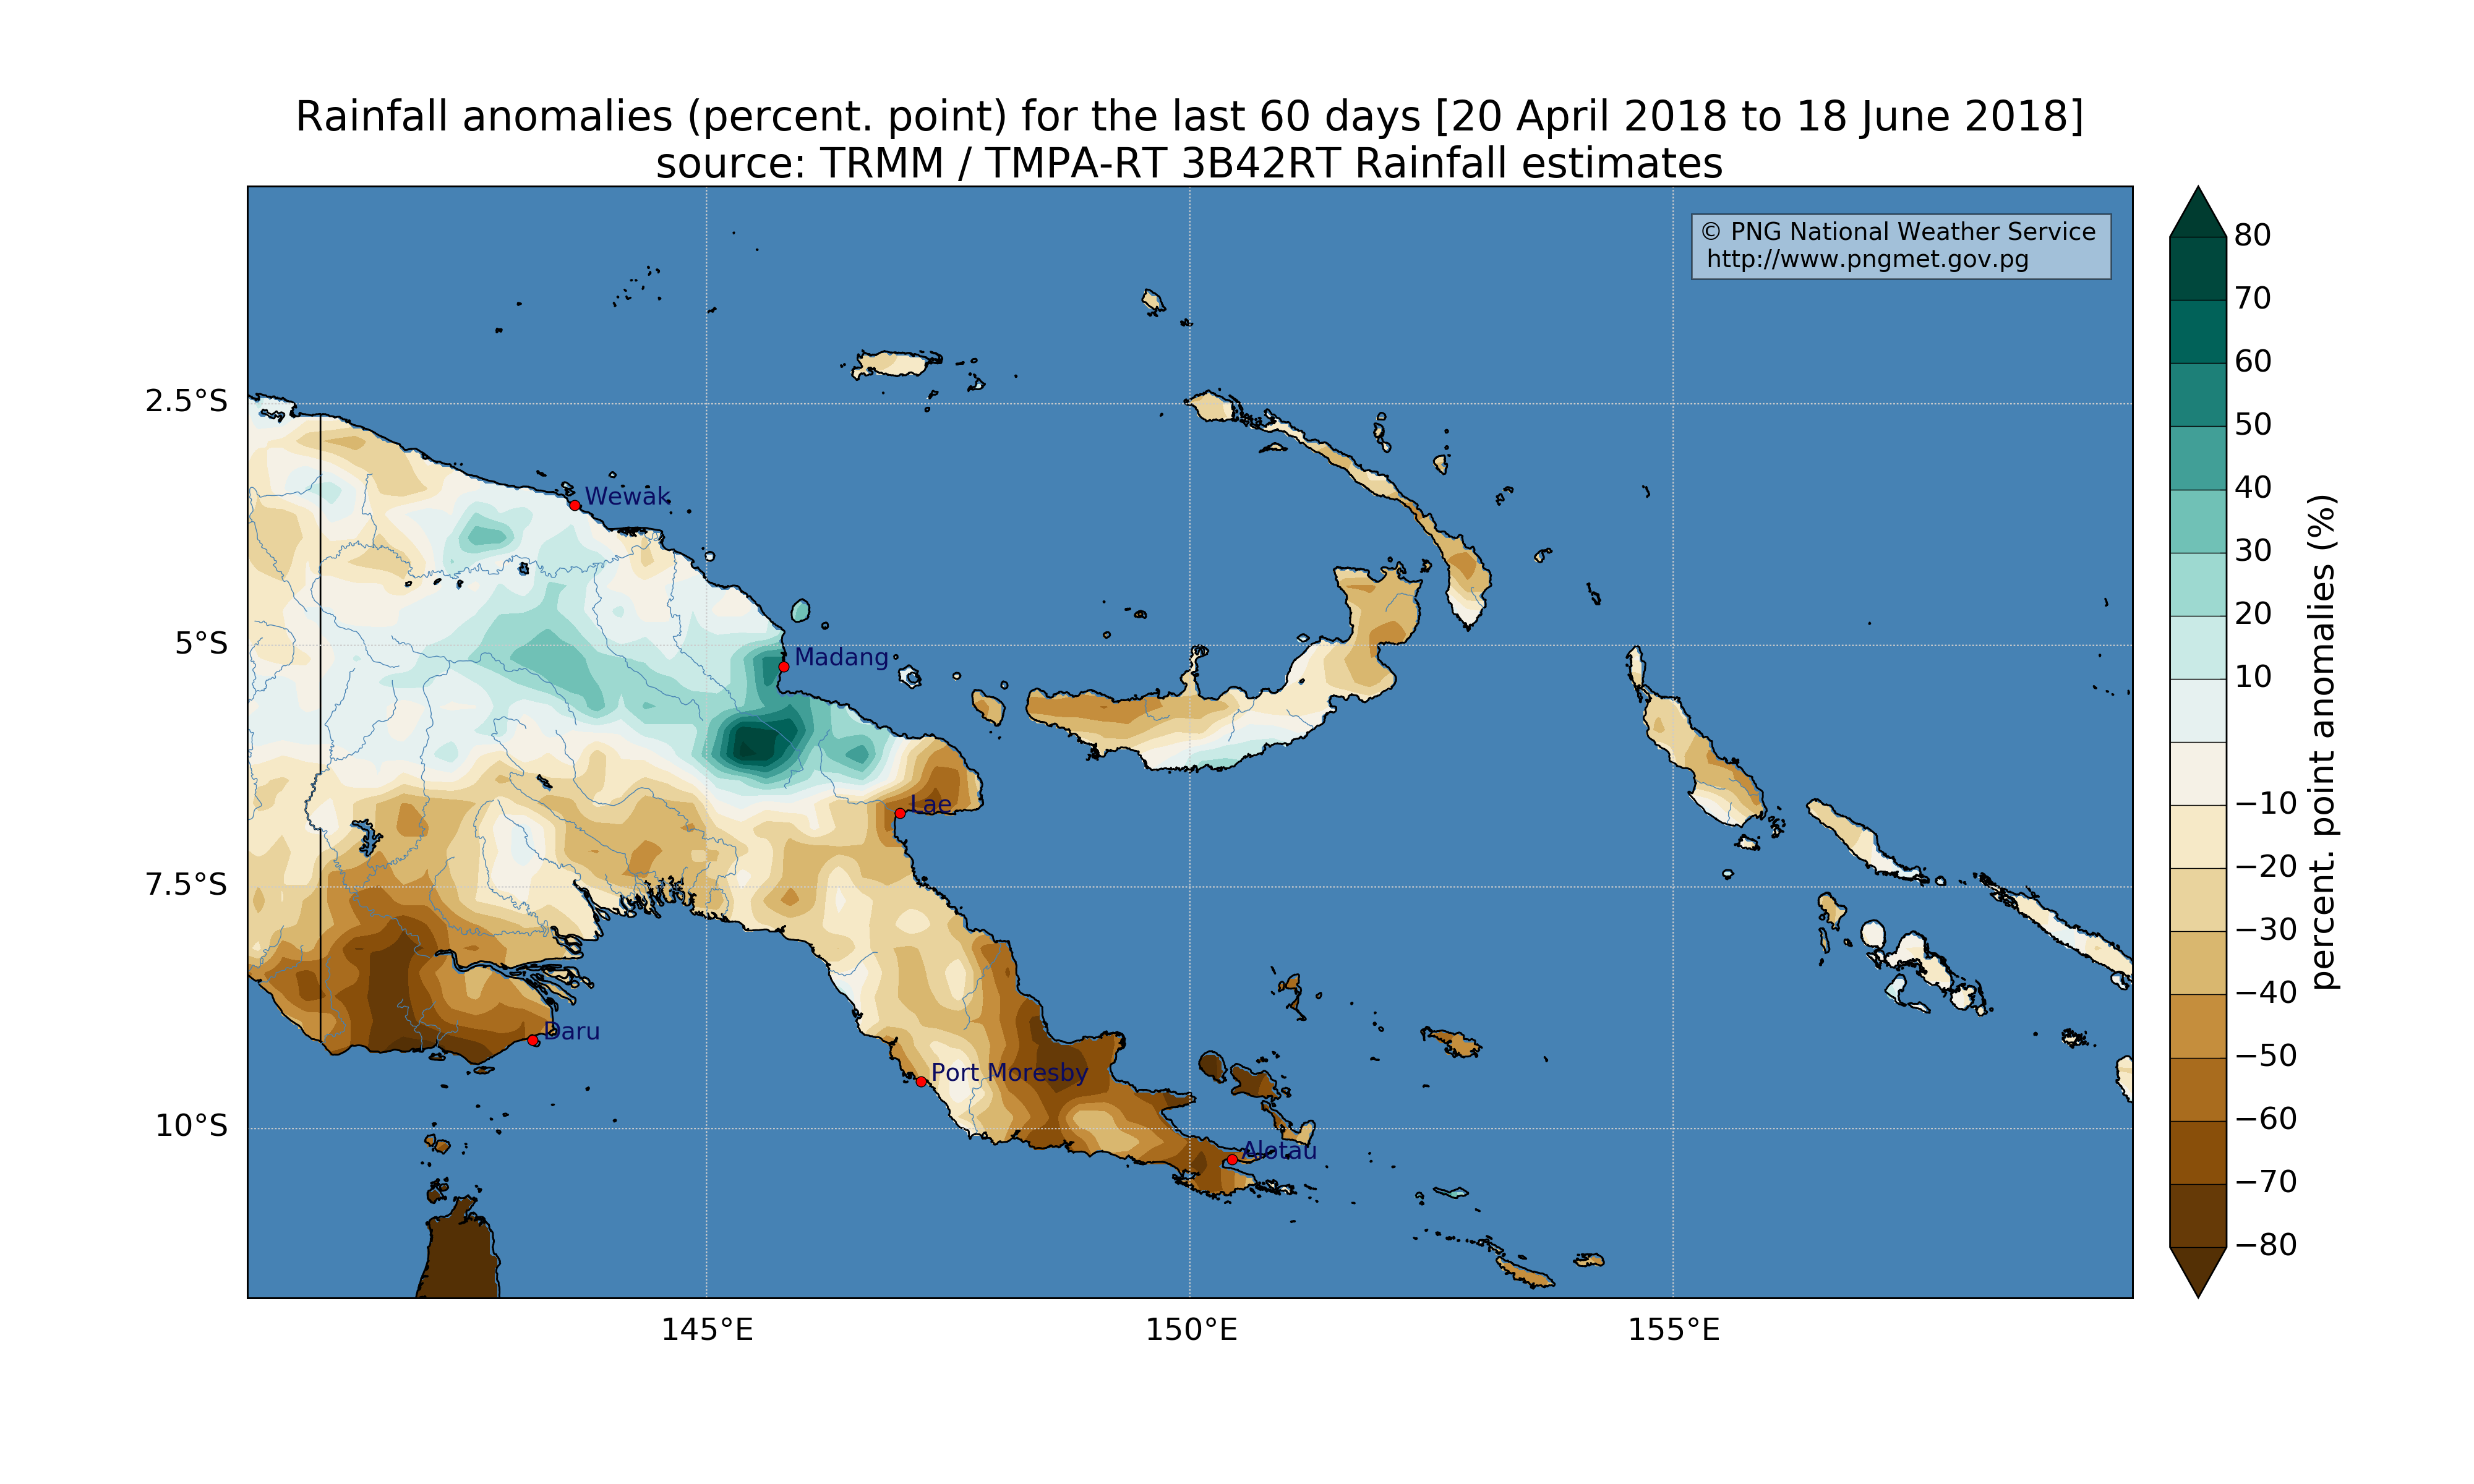 Rainfall anomalies (percent. point) for the last 60 days [20 April 2018 to 18 June 2018]
source: TRMM / TMPA-RT 3B42RT Rainfall estimates
© PNG National Weather Service
http://www.pngmet.gov.pg
2.5°S
5°S
7.5°S
10°S
Wewak
Madang
Lae
Daru
Port Moresby
Alotau
145°E
150°E
155°E
80
70
60
50
40
30
20
10
−10
−20
−30
−40
−50
−60
−70
−80
percent. point anomalies (%)